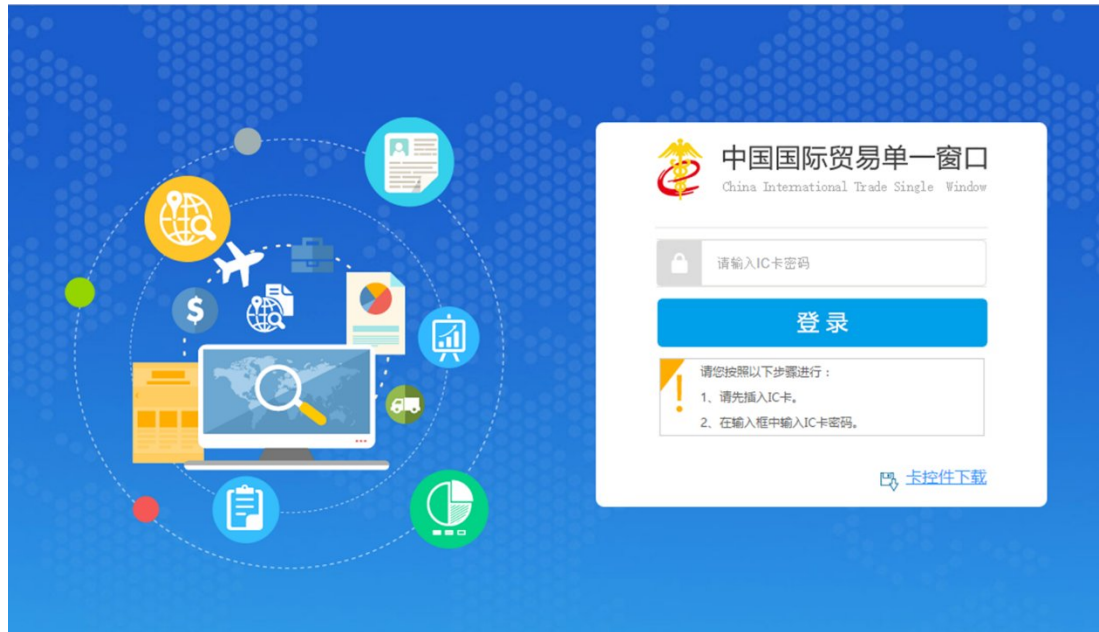 中国国际贸易单一窗口
China International Trade Single Window
请输入IC卡密码
登录
请您按照以下步骤进行：
1、请先插入IC卡。
2、在输入框中输入IC卡密码。
卡控件下载